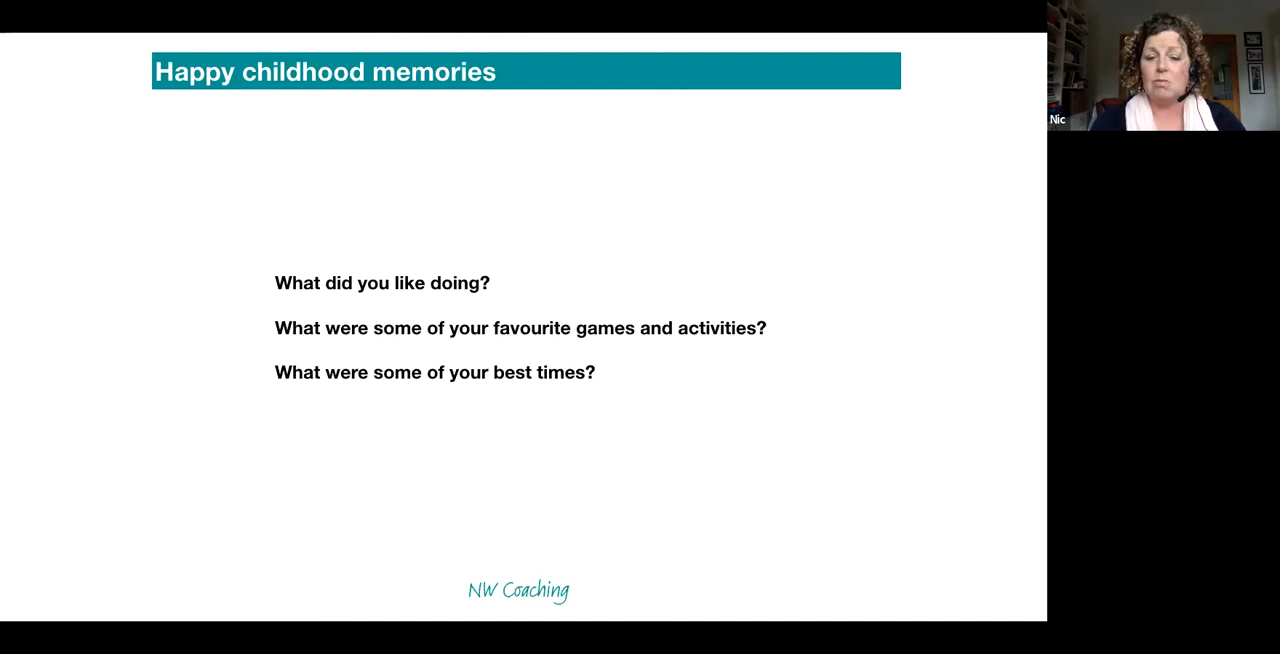 Happy childhood memories
Nic
What did you like doing?
What were some of your favourite games and activities?
What were some of your best times?
NW Coaching